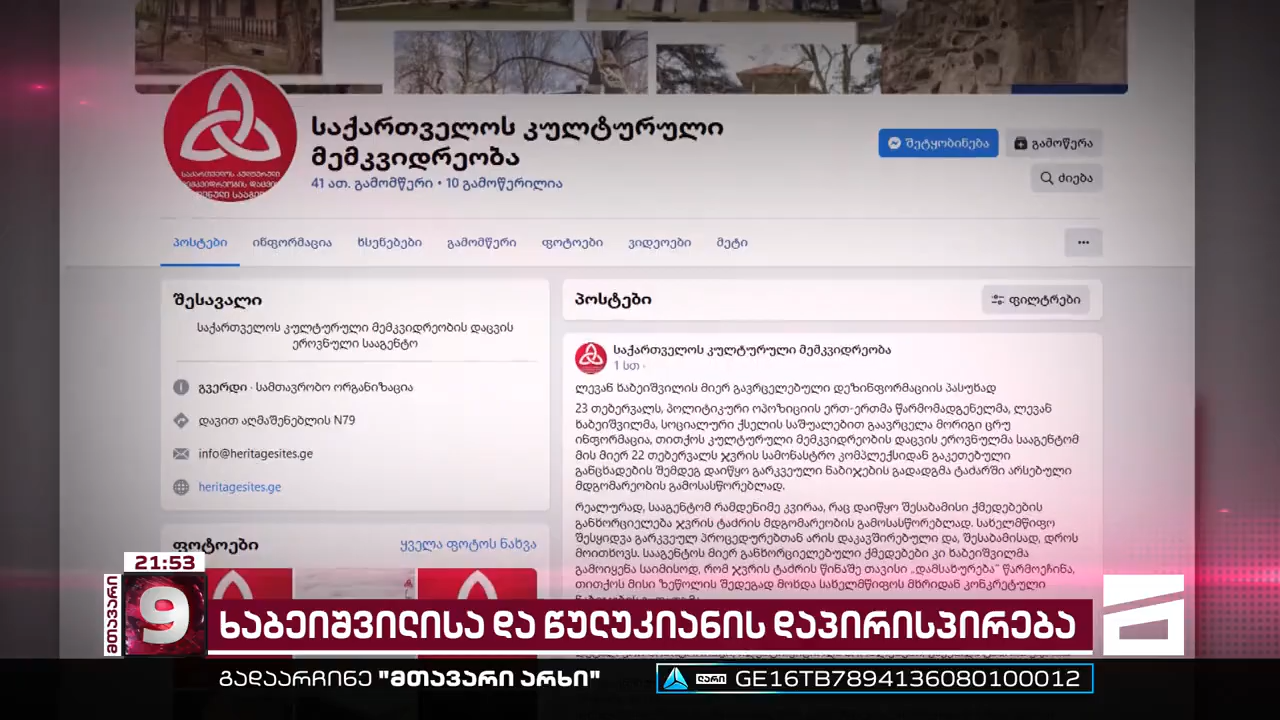 საქართველოს კულტურული
მემკვიდრეობა
41 ათ. გამომწერი • 10 გამოწერილია
შეტყობინება
გამოწერა
ძიება
საქართველოს კულტურული
პოსტები
ინფორმაცია
ხსენებები
გამომწერი
ფოტოები
ვიდეოები
მეტი
შესავალი
საქართველოს კულტურული მემკვიდრეობის დაცვის
ეროვნული სააგენტო
გვერდი · სამთავრობო ორგანიზაცია
დავით აღმაშენებლის N79
info@heritagesites.ge
heritagesites.ge
ფოტოები
ყველა ფოტოს ნახვა
პოსტები
ფილტრები
საქართველოს კულტურული მემკვიდრეობა
1 სთ ·
ლევან ხაბეიშვილის მიერ გავრცელებული დეზინფორმაციის პასუხად
23 თებერვალს, პოლიტიკური ოპოზიციის ერთ-ერთმა წარმომადგენელმა, ლევან
ხაბეიშვილმა, სოციალური ქსელის საშუალებით გაავრცელა მორიგი ცრუ
ინფორმაცია, თითქოს კულტურული მემკვიდრეობის დაცვის ეროვნულმა სააგენტომ
მის მიერ 22 თებერვალს ჯვრის სამონასტრო კომპლექსიდან გაკეთებული
განცხადების შემდეგ დაიწყო გარკვეული ნაბიჯების გადადგმა ტაძარში არსებული
მდგომარეობის გამოსასწორებლად.
რეალურად, სააგენტომ რამდენიმე კვირაა, რაც დაიწყო შესაბამისი ქმედებების
განხორციელება ჯვრის ტაძრის მდგომარეობის გამოსასწორებლად. სახელმწიფო
შესყიდვა გარკვეულ პროცედურებთან არის დაკავშირებული და, შესაბამისად, დროს
სააგენტოს მიერ განხორციელებული ქმედებები კი ხაბეიშვილმა
გამოიყენა საიმისოდ, რომ ჯვრის ტაძრის წინაშე თავისი „დამსახურება" წარმოეჩინა,
თითქოს მისი ზეწოლის შედეგად მოხდა სახელმწიფოს მხრიდან კონკრეტული
21:53
მთავარი
9
ხაბეიშვილისა და წულუკიანის დაპირისპირება
გადაარჩინე "მთავარი არხი"
ლარი
GE16TB7894136080100012